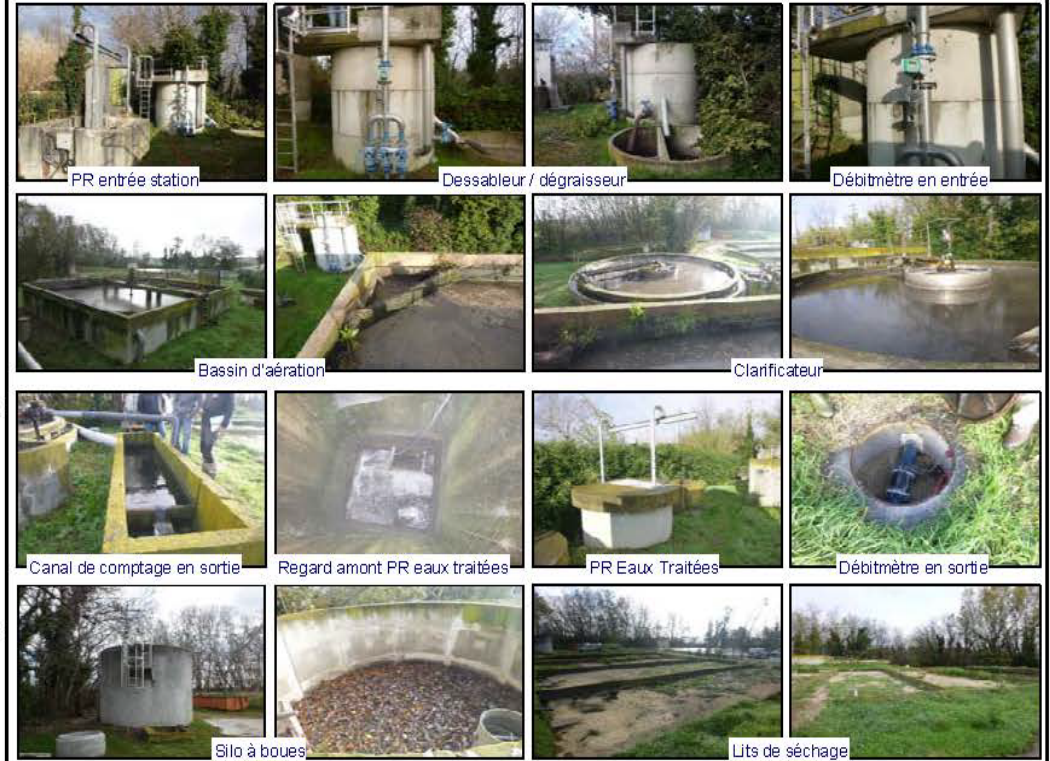 PR entrée station
Dessableur / dégraisseur
Débitmètre en entrée
Bassin d'aération
Clarificateur
Canal de comptage en sortie
Regard amont PR eaux traitées
PR Eaux Traitées
Débitmètre en sortie
Silo à boues
Lits de séchage